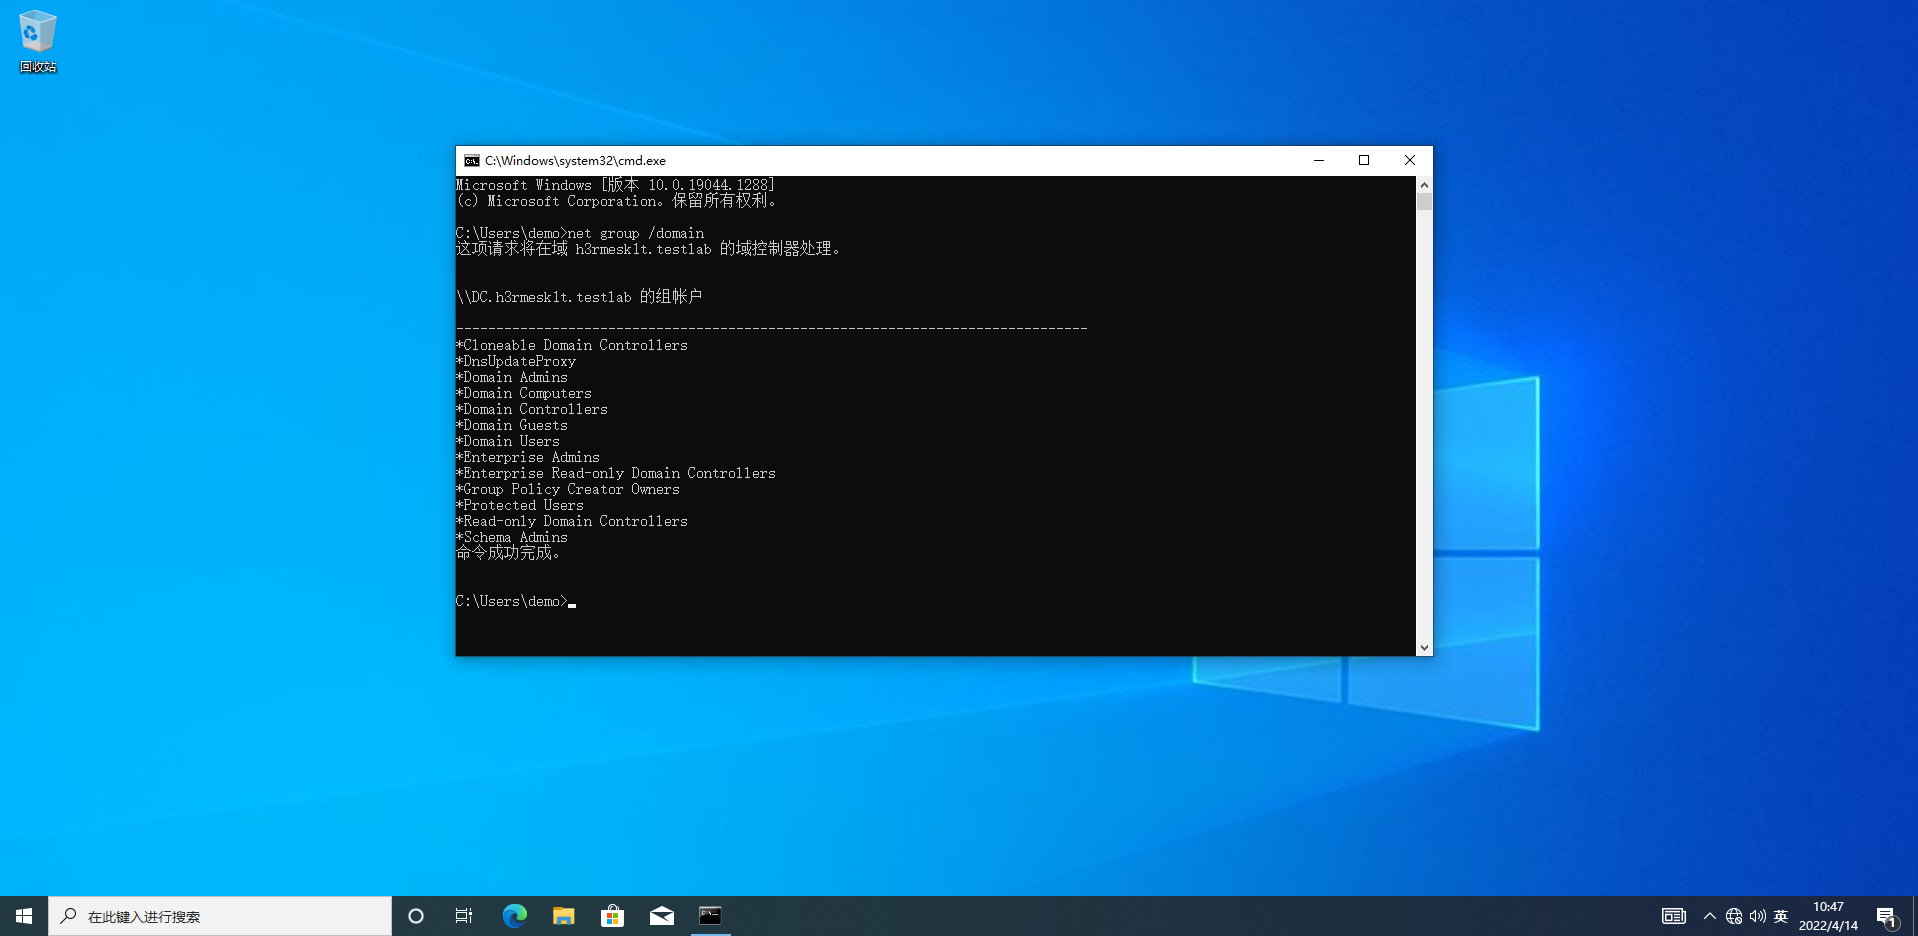 回收站
C:\Windows\system32\cmd.exe
Microsoft Windows [版本 10.0.19044.1288]
(c) Microsoft Corporation。保留所有权利。
C:\Users\demo>net group /domain
这项请求将在域 h3rmesk1t.testlab 的域控制器处理。
\\DC.h3rmesk1t.testlab 的组帐户
-------------------------------------------------------------------------------
*Cloneable Domain Controllers
*DnsUpdateProxy
*Domain Admins
*Domain Computers
*Domain Controllers
*Domain Guests
*Domain Users
*Enterprise Admins
*Enterprise Read-only Domain Controllers
*Group Policy Creator Owners
*Protected Users
*Read-only Domain Controllers
*Schema Admins
命令成功完成。
C:\Users\demo>
在此键入进行搜索
英
10:47
2022/4/14
1